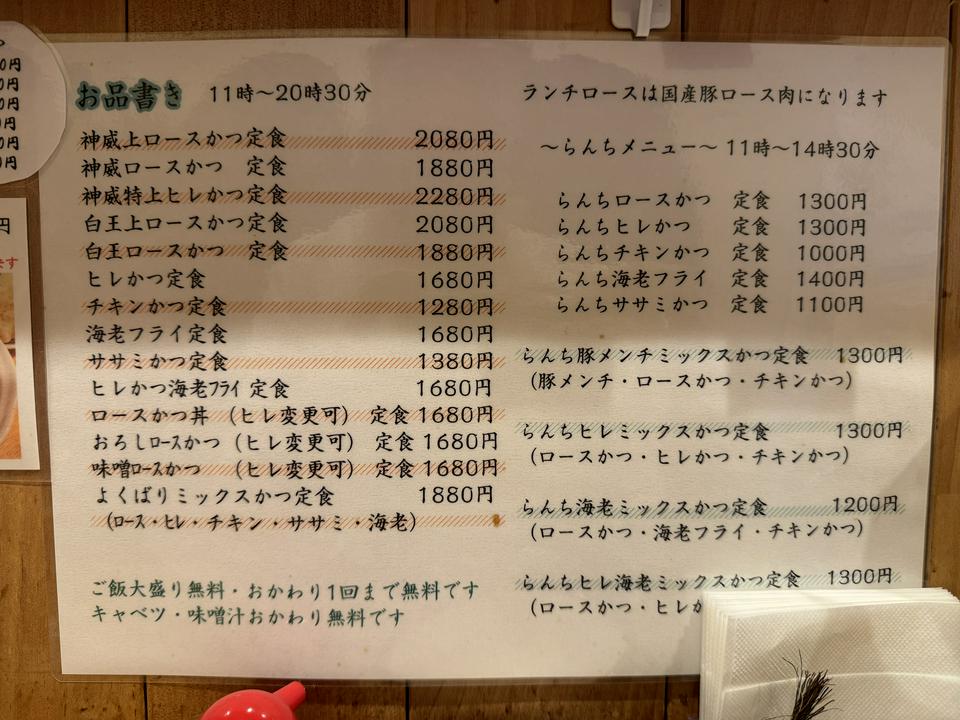 お品書き 11時～20時30分
神威上ロースかつ定食 2080円
神威ロースかつ 定食 1880円
神威特上ヒレかつ定食 2280円
白王上ロースかつ定食 2080円
白王ロースかつ 定食 1880円
ヒレかつ定食 1680円
チキンかつ定食 1280円
海老フライ定食 1680円
ササミかつ定食 1380円
ヒレかつ海老フライ定食 1680円
ロースかつ丼 (ヒレ変更可) 定食 1680円
おろしロースかつ (ヒレ変更可) 定食 1680円
味噌ロースかつ (ヒレ変更可) 定食 1680円
よくばりミックスかつ定食 1880円
(ロース・ヒレ・チキン・ササミ・海老)
ご飯大盛り無料・おかわり1回まで無料です
キャベツ・味噌汁おかわり無料です
ランチロースは国産豚ロース肉になります
～らんちメニュー～ 11時～14時30分
らんちロースかつ 定食 1300円
らんちヒレかつ 定食 1300円
らんちチキンかつ 定食 1000円
らんち海老フライ 定食 1400円
らんちササミかつ 定食 1100円
らんち豚メンチミックスかつ定食 1300円
(豚メンチ・ロースかつ・チキンかつ)
らんちヒレミックスかつ定食 1300円
(ロースかつ・ヒレかつ・チキンかつ)
らんち海老ミックスかつ定食 1200円
(ロースかつ・海老フライ・チキンかつ)
らんちヒレ海老ミックスかつ定食 1300円
(ロースかつ・ヒレか